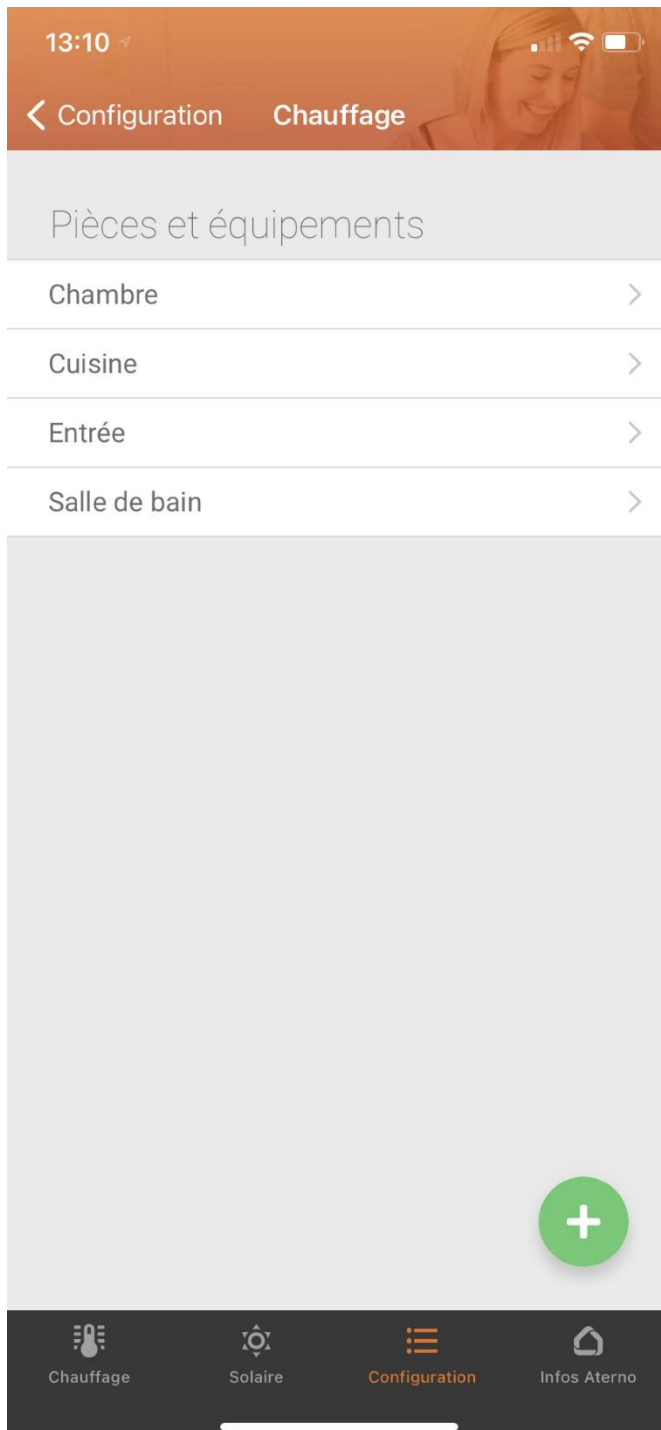 13:10
Configuration Chauffage
Pièces et équipements
Chambre
Cuisine
Entrée
Salle de bain
Chauffage Solaire Configuration Infos Aterno